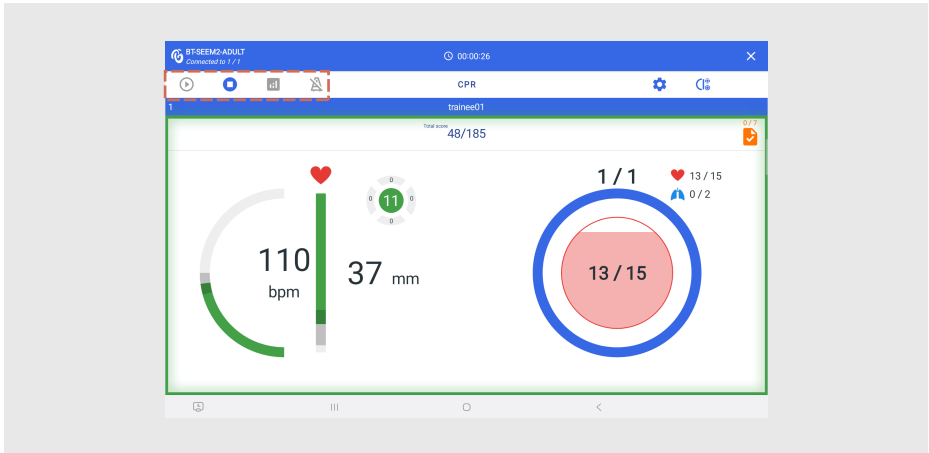 BT-SEEM2-ADULT
Connected to 1 / 1
00:00:26
CPR
1
trainee01
Total score
48/185
0 / 7
0
0
11
0
0
110
bpm
37 mm
1 / 1
13 / 15
0 / 2
13 / 15